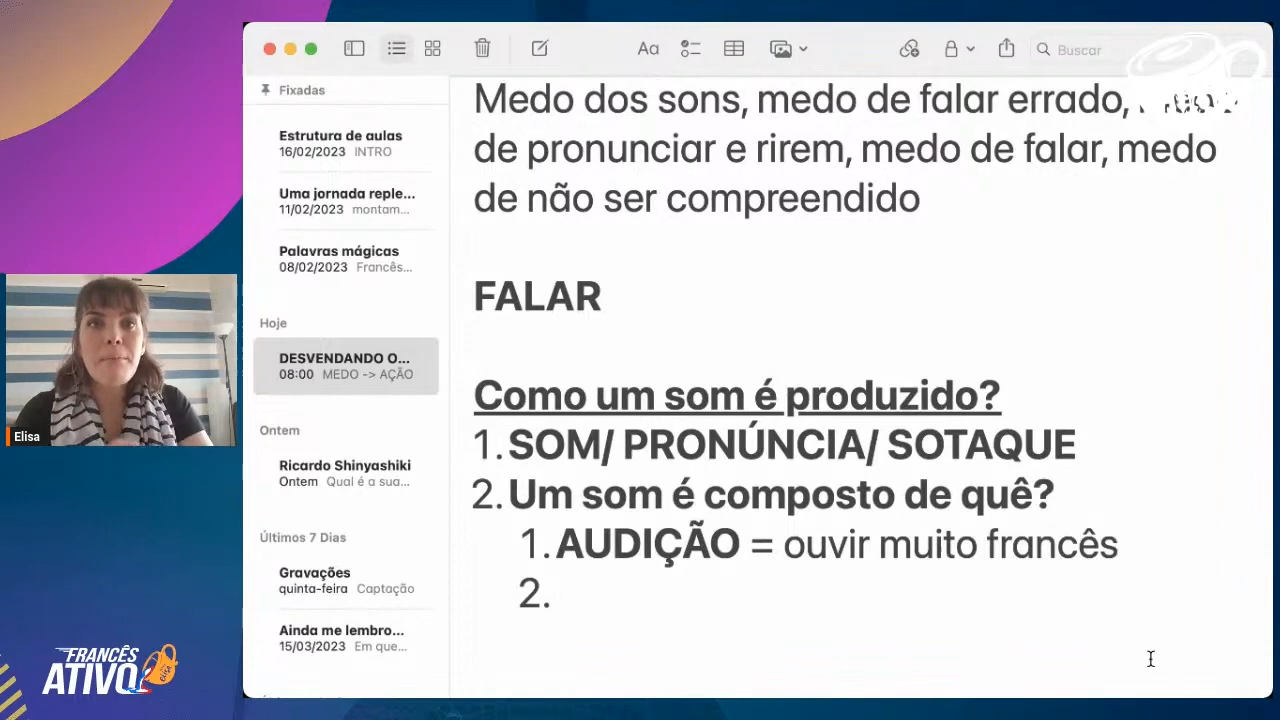 Buscar
Fixadas
Estrutura de aulas
16/02/2023 INTRO
Uma jornada reple...
11/02/2023 montam...
Palavras mágicas
08/02/2023 Francês...
Hoje
DESVENDANDO O...
08:00 MEDO -> AÇÃO
Ontem
Ricardo Shinyashiki
Ontem Qual é a sua...
Últimos 7 Dias
Gravações
quinta-feira Captação
Ainda me lembro...
15/03/2023 Em que...
Aa
Medo dos sons, medo de falar errado,
de pronunciar e rirem, medo de falar, medo
de não ser compreendido
FALAR
Como um som é produzido?
1. SOM/ PRONÚNCIA/ SOTAQUE
2. Um som é composto de quê?
1. AUDIÇÃO = ouvir muito francês
2.
Elisa
FRANCÊS
ATIVO
ELISA